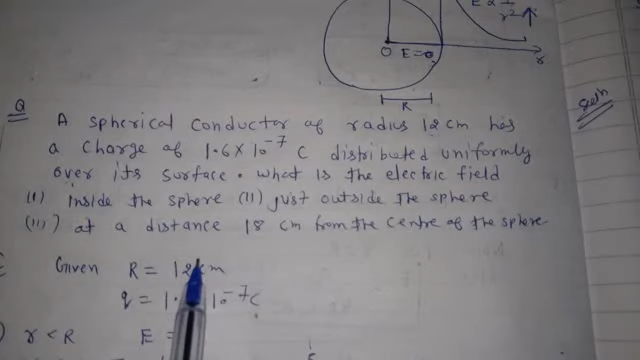 E ∝ 1/r²
O E=0 r
R
Soln
Q A spherical conductor of radius 12 cm has
a charge of 1.6 × 10⁻⁷ C distributed uniformly
over its surface. what is the electric field
(i) inside the sphere (ii) just outside the sphere
(iii) at a distance 18 cm from the centre of the sphere
Given R = 12 cm
q = 1. 10⁻⁷ C
) r < R E =